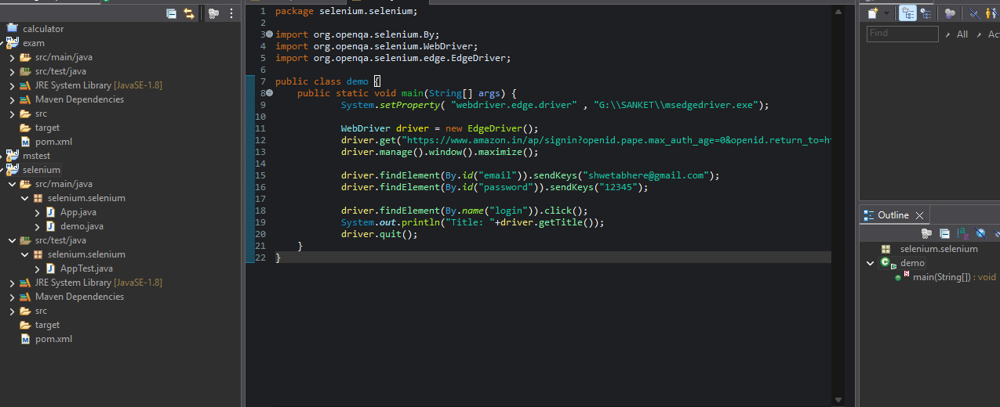 calculator
exam
src/main/java
src/test/java
JRE System Library [JavaSE-1.8]
Maven Dependencies
src
target
pom.xml
mstest
selenium
src/main/java
selenium.selenium
App.java
demo.java
src/test/java
selenium.selenium
AppTest.java
JRE System Library [JavaSE-1.8]
Maven Dependencies
src
target
pom.xml
1 package selenium.selenium;
2
3 import org.openqa.selenium.By;
4 import org.openqa.selenium.WebDriver;
5 import org.openqa.selenium.edge.EdgeDriver;
6
7 public class demo {
8 public static void main(String[] args) {
9 System.setProperty( "webdriver.edge.driver" , "G:\\SANKET\\msedgedriver.exe");
10
11 WebDriver driver = new EdgeDriver();
12 driver.get("https://www.amazon.in/ap/signin?openid.pape.max_auth_age=0&openid.return_to=ht
13 driver.manage().window().maximize();
14
15 driver.findElement(By.id("email")).sendKeys("shwetabhere@gmail.com");
16 driver.findElement(By.id("password")).sendKeys("12345");
17
18 driver.findElement(By.name("login")).click();
19 System.out.println("Title: "+driver.getTitle());
20 driver.quit();
21 }
22 }
Find
All
Ac
Outline
selenium.selenium
demo
main(String[]) : void